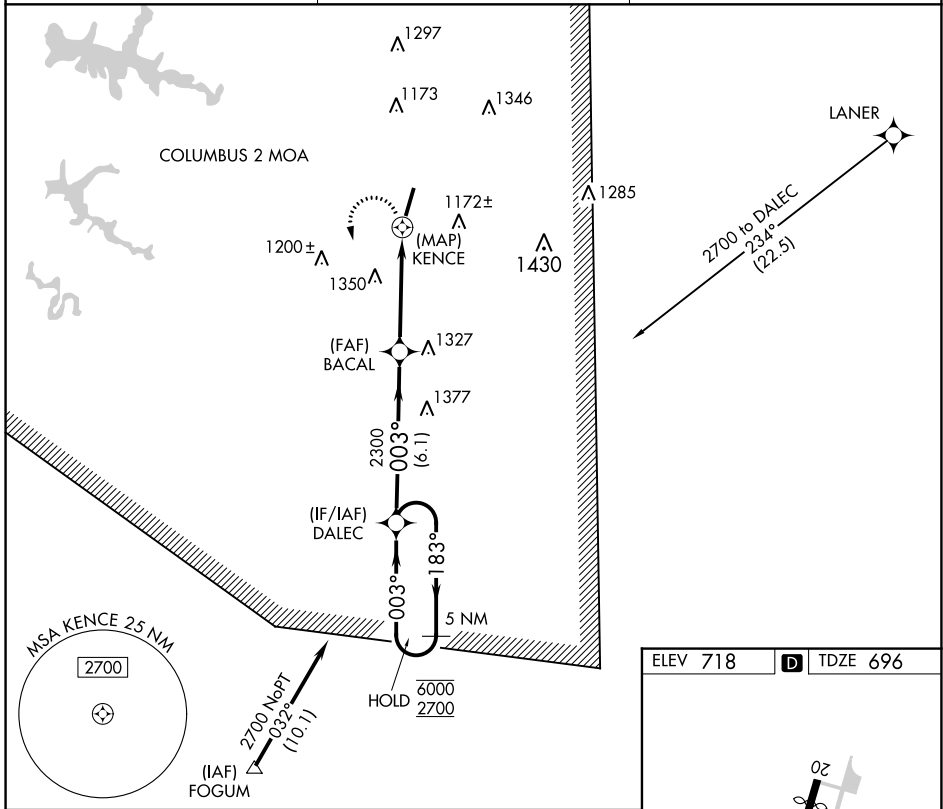 1297
1173
1346
LANER
COLUMBUS 2 MOA
1285
1172±
2700 to DALEC
234°
(22.5)
1200±
(MAP)
KENCE
1430
1350
(FAF)
BACAL
1327
1377
2300
003°
(6.1)
(IF/IAF)
DALEC
003°
183°
5 NM
MSA KENCE 25 NM
2700
HOLD
6000
2700
2700 NoPT
032°
(10.1)
(IAF)
FOGUM
ELEV 718
D
TDZE 696
20